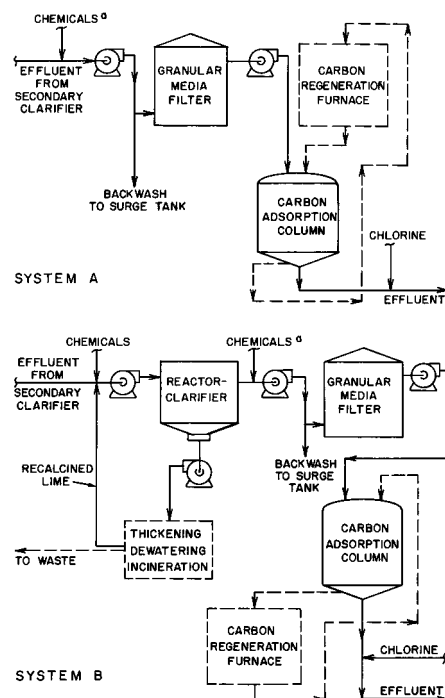 CHEMICALS a
EFFLUENT
FROM
SECONDARY
CLARIFIER
GRANULAR
MEDIA
FILTER
CARBON
REGENERATION
FURNACE
BACKWASH
TO SURGE TANK
CARBON
ADSORPTION
COLUMN
CHLORINE
EFFLUENT
SYSTEM A
CHEMICALS
EFFLUENT
FROM
SECONDARY
CLARIFIER
REACTOR-
CLARIFIER
CHEMICALS a
GRANULAR
MEDIA
FILTER
BACKWASH
TO SURGE
TANK
RECALCINED
LIME
THICKENING
DEWATERING
INCINERATION
TO WASTE
CARBON
ADSORPTION
COLUMN
CARBON
REGENERATION
FURNACE
CHLORINE
EFFLUENT
SYSTEM B